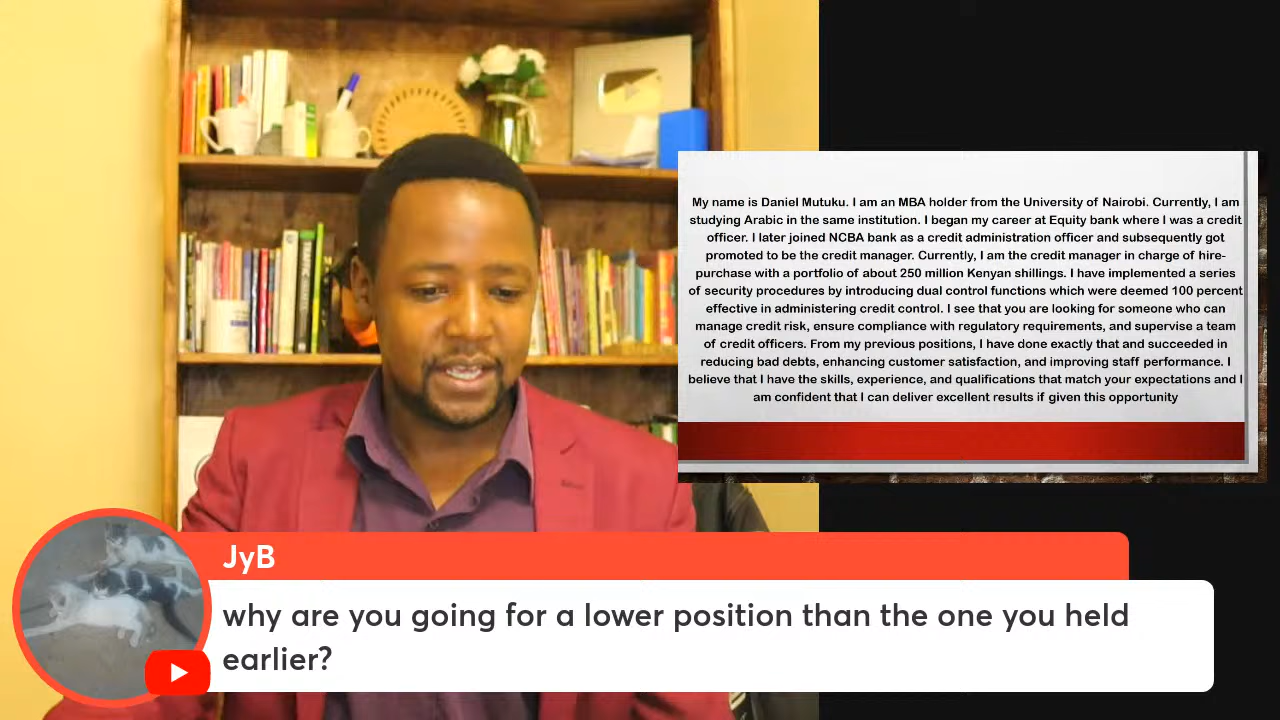 My name is Daniel Mutuku. I am an MBA holder from the University of Nairobi. Currently, I am
studying Arabic in the same institution. I began my career at Equity bank where I was a credit
officer. I later joined NCBA bank as a credit administration officer and subsequently got
promoted to be the credit manager. Currently, I am the credit manager in charge of hire-
purchase with a portfolio of about 250 million Kenyan shillings. I have implemented a series
of security procedures by introducing dual control functions which were deemed 100 percent
effective in administering credit control. I see that you are looking for someone who can
manage credit risk, ensure compliance with regulatory requirements, and supervise a team
of credit officers. From my previous positions, I have done exactly that and succeeded in
reducing bad debts, enhancing customer satisfaction, and improving staff performance. I
believe that I have the skills, experience, and qualifications that match your expectations and I
am confident that I can deliver excellent results if given this opportunity
JyB
why are you going for a lower position than the one you held
earlier?